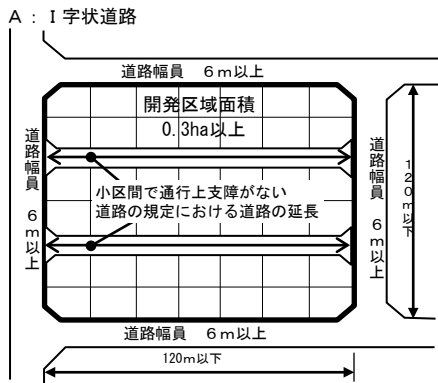 A : I字状道路
道路幅員 6m以上
開発区域面積
0.3ha以上
道路幅員 6m以上
小区間で通行上支障がない
道路の規定における道路の延長
道路幅員 6m以上
120m以下
道路幅員 6m以上
120m以下